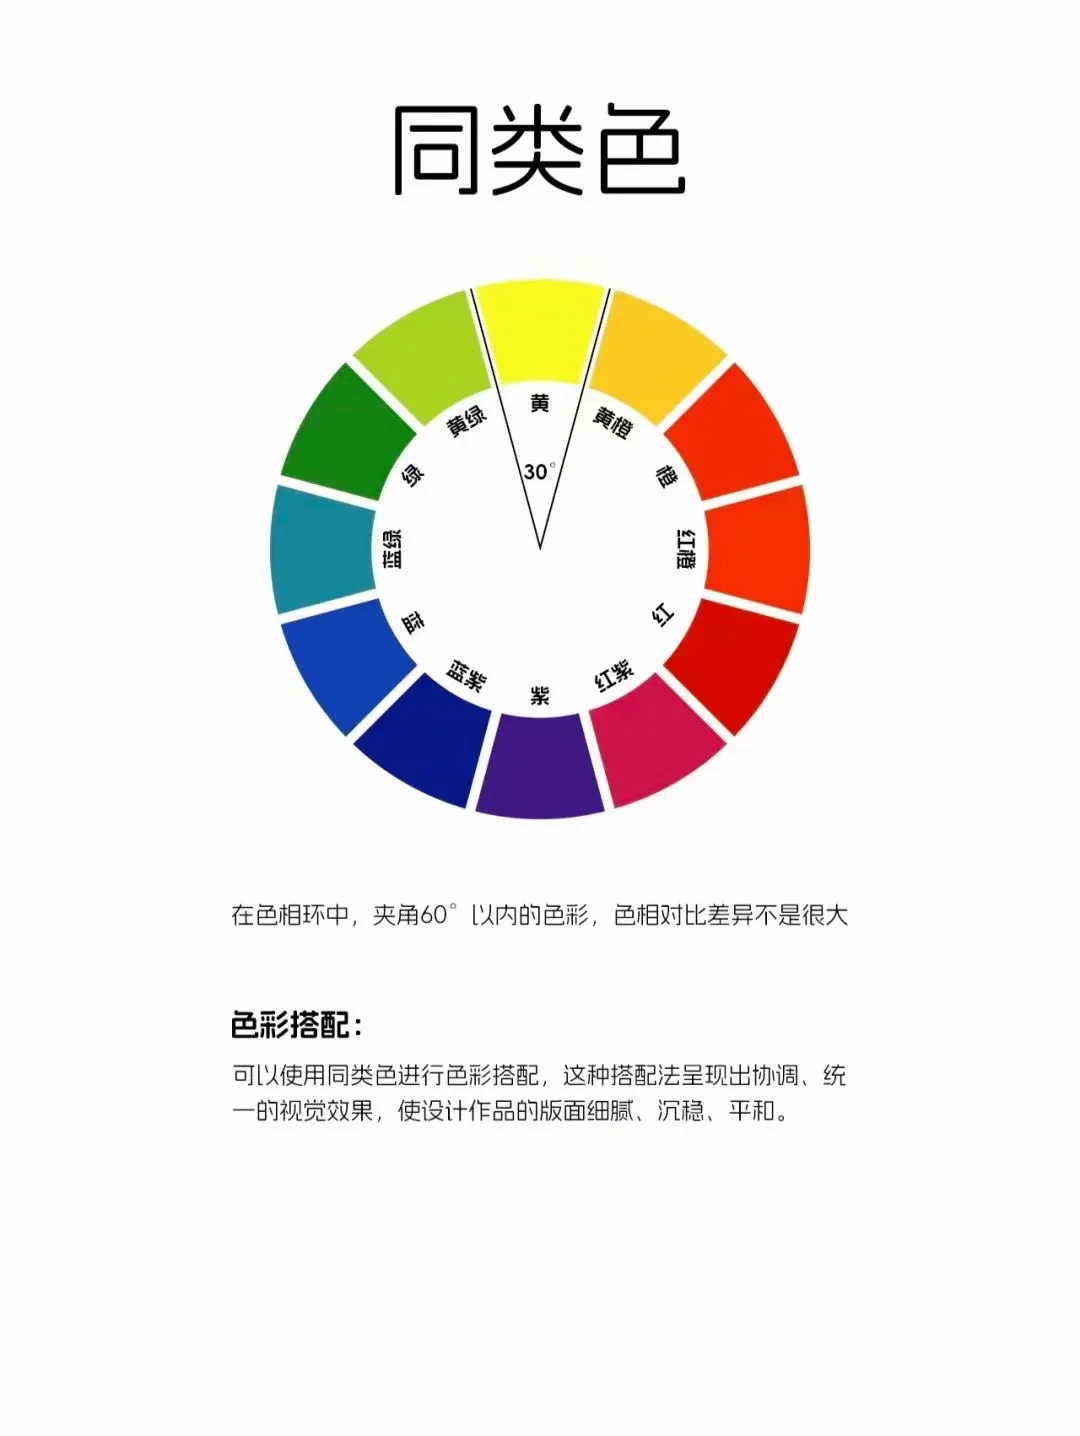 同类色
黄
黄橙
橙
红橙
红
红紫
紫
蓝紫
蓝
蓝绿
绿
黄绿
30°
在色相环中，夹角60°以内的色彩，色相对比差异不是很大
色彩搭配：
可以使用同类色进行色彩搭配，这种搭配法呈现出协调、统
一的视觉效果，使设计作品的版面细腻、沉稳、平和。